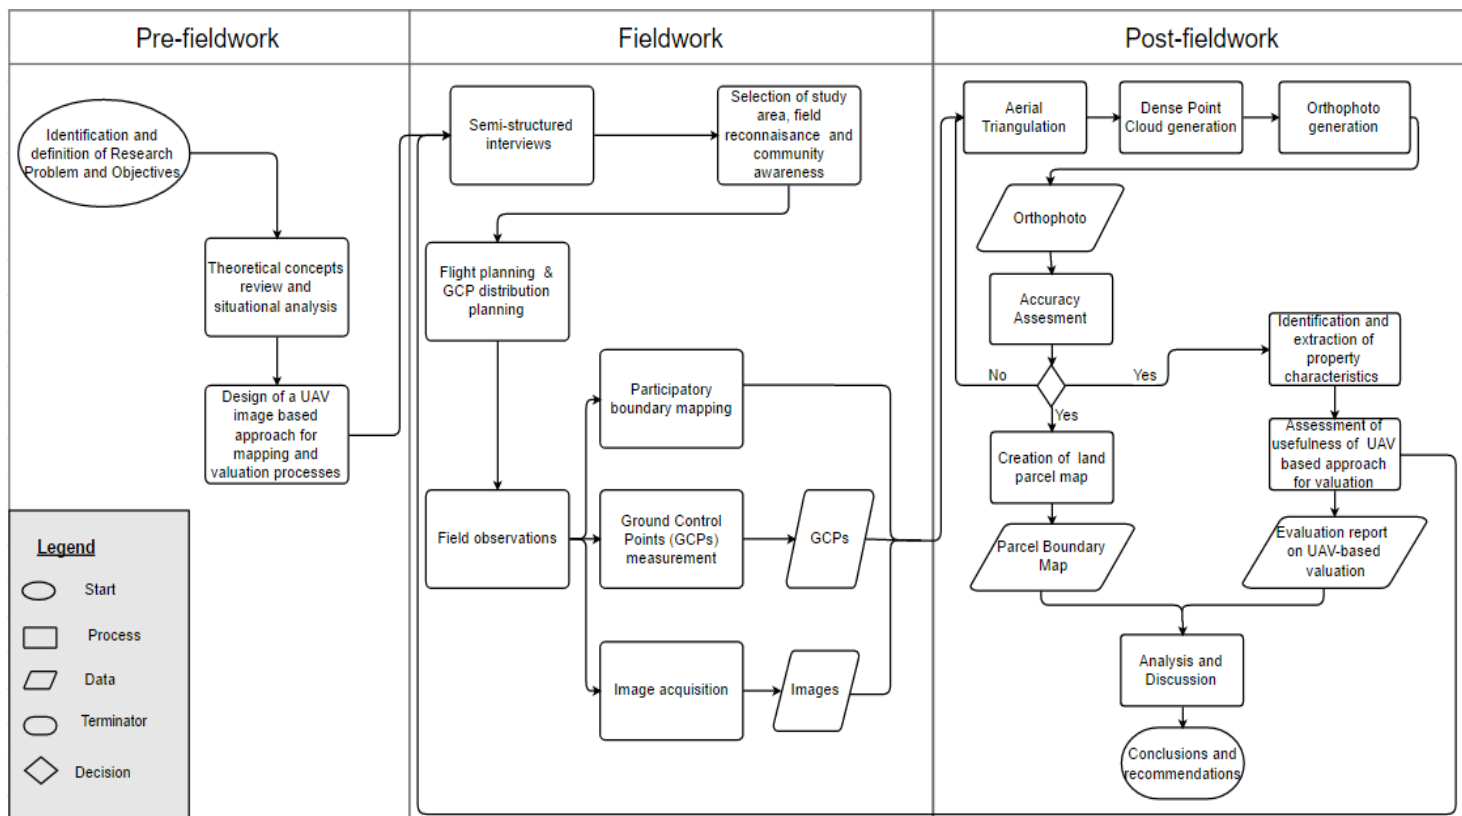 Pre-fieldwork
Fieldwork
Post-fieldwork
Identification and
definition of Research
Problem and Objectives
Theoretical concepts
review and
situational analysis
Design of a UAV
image based
approach for
mapping and
valuation processes
Legend
Start
Process
Data
Terminator
Decision
Semi-structured
interviews
Selection of study
area, field
reconnaisance and
community
awareness
Flight planning &
GCP distribution
planning
Field observations
Participatory
boundary mapping
Ground Control
Points (GCPs)
measurement
GCPs
Image acquisition
Images
Aerial
Triangulation
Dense Point
Cloud generation
Orthophoto
generation
Orthophoto
Accuracy
Assesment
No
Yes
Yes
Identification and
extraction of
property
characteristics
Creation of land
parcel map
Assessment of
usefulness of UAV
based approach
for valuation
Parcel Boundary
Map
Evaluation report
on UAV-based
valuation
Analysis and
Discussion
Conclusions and
recommendations